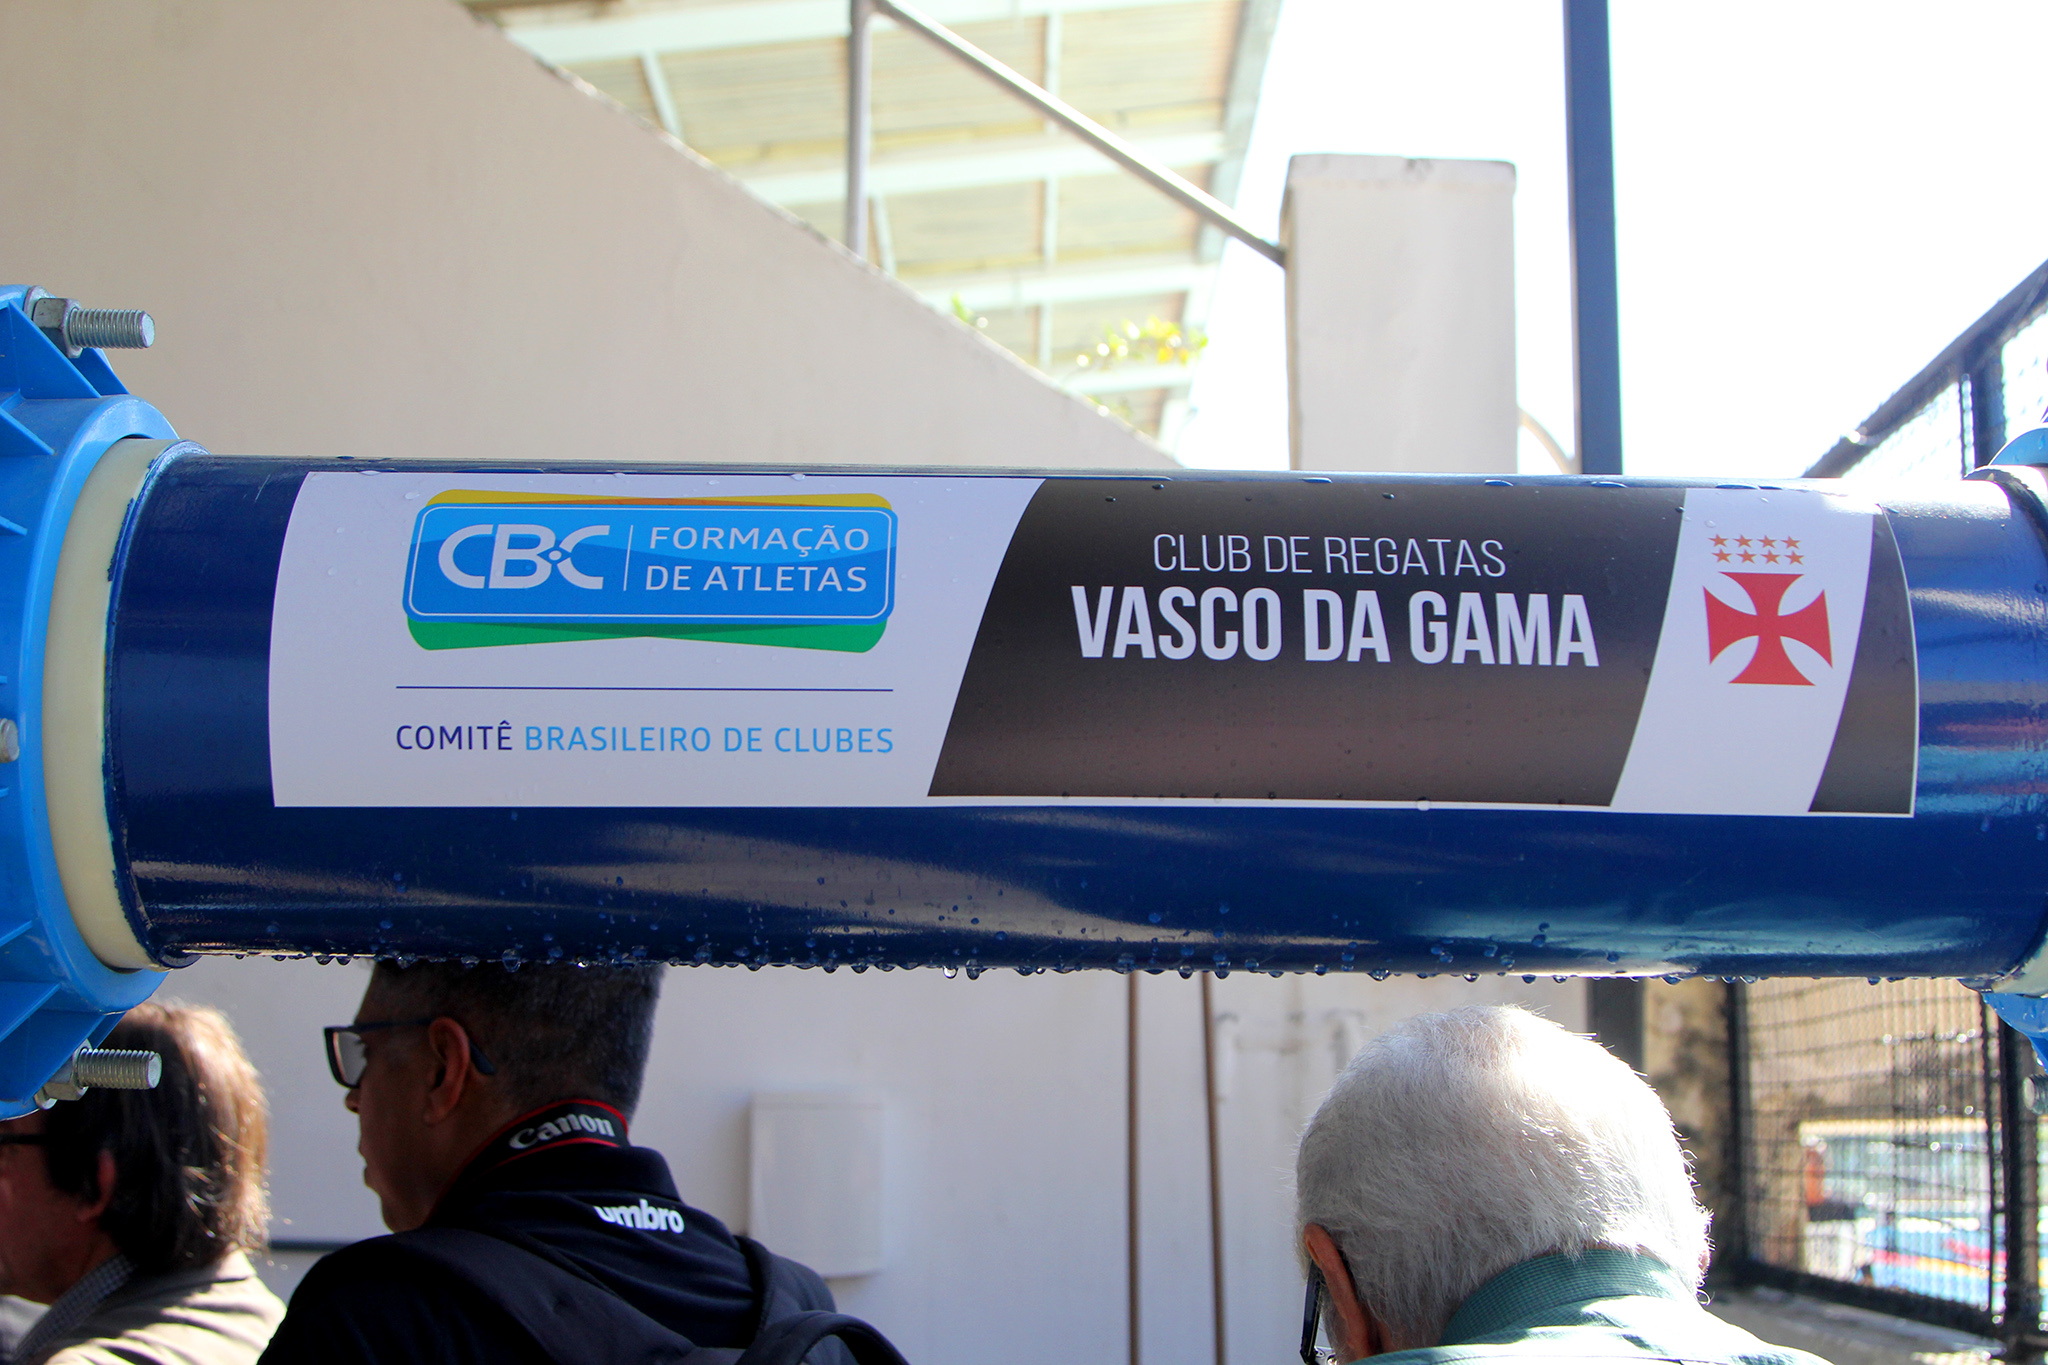 CBC
FORMAÇÃO
DE ATLETAS
COMITÊ BRASILEIRO DE CLUBES
CLUB DE REGATAS
VASCO DA GAMA
Canon
umbro